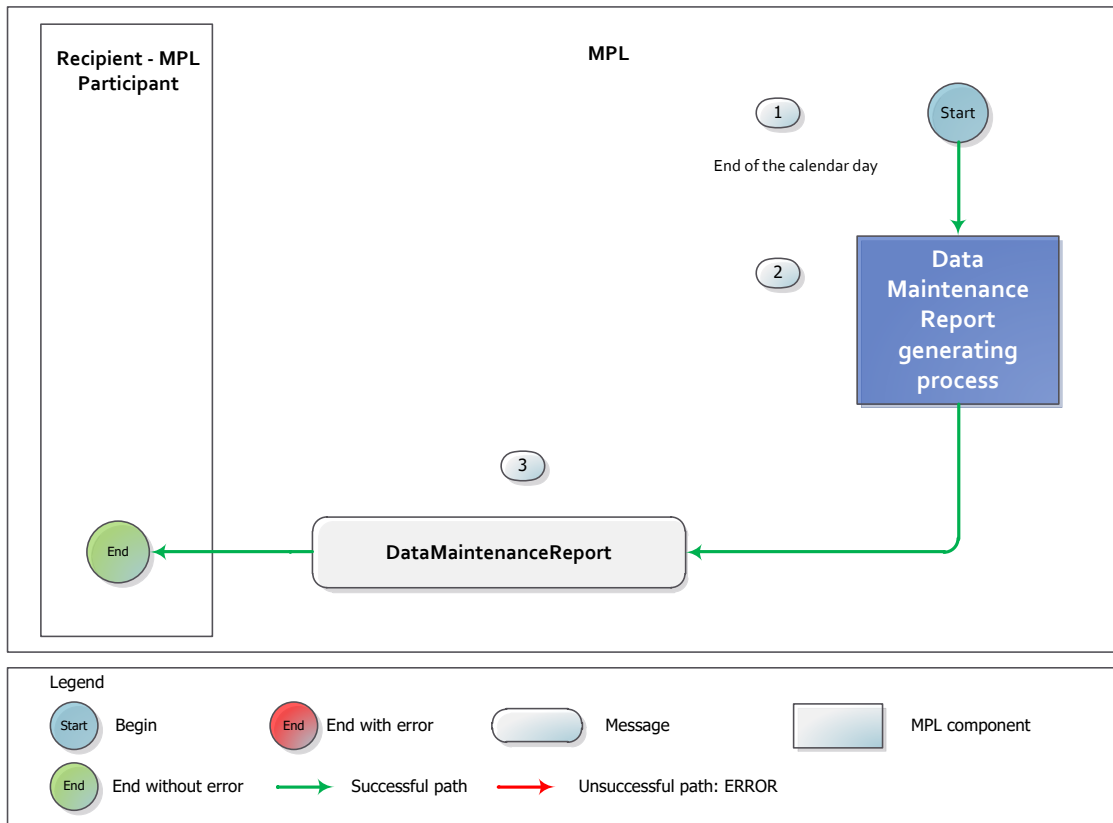 Recipient - MPL
Participant
MPL
1
Start
End of the calendar day
2
Data
Maintenance
Report
generating
process
3
End
DataMaintenanceReport
Legend
Start
Begin
End
End with error
Message
MPL component
End
End without error
Successful path
Unsuccessful path: ERROR